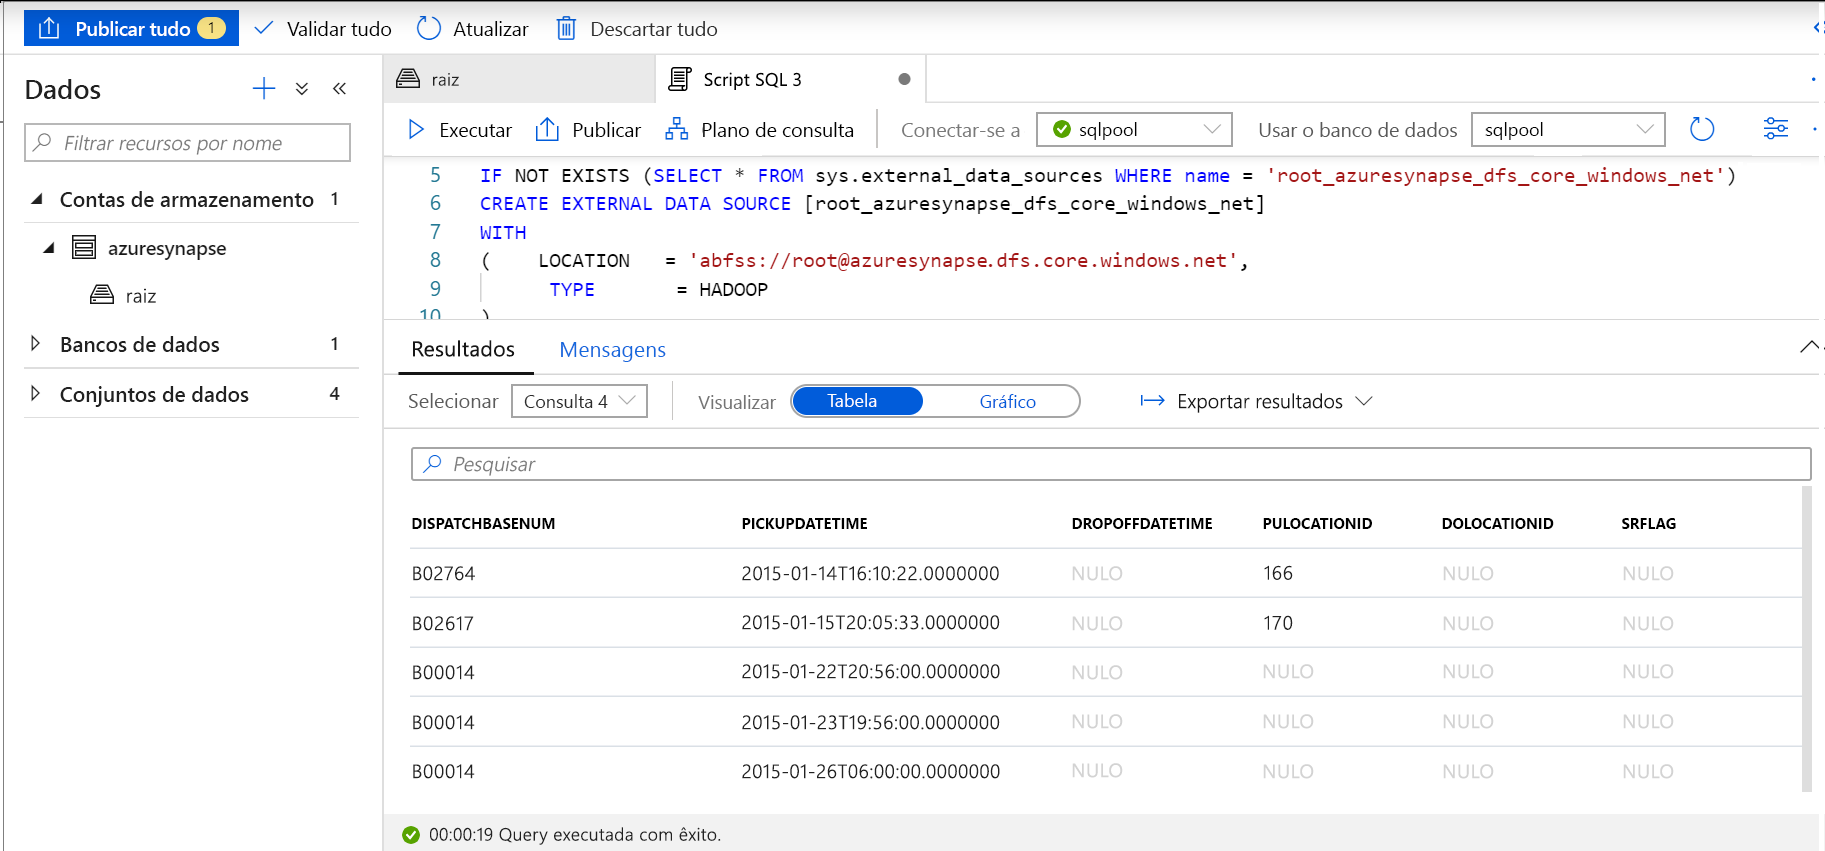 Publicar tudo 1 Validar tudo Atualizar Descartar tudo
Dados
Filtrar recursos por nome
Contas de armazenamento 1
azuresynapse
raiz
Bancos de dados 1
Conjuntos de dados 4
raiz Script SQL 3
Executar Publicar Plano de consulta Conectar-se a sqlpool Usar o banco de dados sqlpool
5 IF NOT EXISTS (SELECT * FROM sys.external_data_sources WHERE name = 'root_azuresynapse_dfs_core_windows_net')
6 CREATE EXTERNAL DATA SOURCE [root_azuresynapse_dfs_core_windows_net]
7 WITH
8 ( LOCATION = 'abfss://root@azuresynapse.dfs.core.windows.net',
9 TYPE = HADOOP
10 )
Resultados Mensagens
Selecionar Consulta 4 Visualizar Tabela Gráfico Exportar resultados
Pesquisar
DISPATCHBASENUM PICKUPDATETIME DROPOFFDATETIME PULOCATIONID DOLOCATIONID SRFLAG
B02764 2015-01-14T16:10:22.0000000 NULO 166 NULO NULO
B02617 2015-01-15T20:05:33.0000000 NULO 170 NULO NULO
B00014 2015-01-22T20:56:00.0000000 NULO NULO NULO NULO
B00014 2015-01-23T19:56:00.0000000 NULO NULO NULO NULO
B00014 2015-01-26T06:00:00.0000000 NULO NULO NULO NULO
00:00:19 Query executada com êxito.